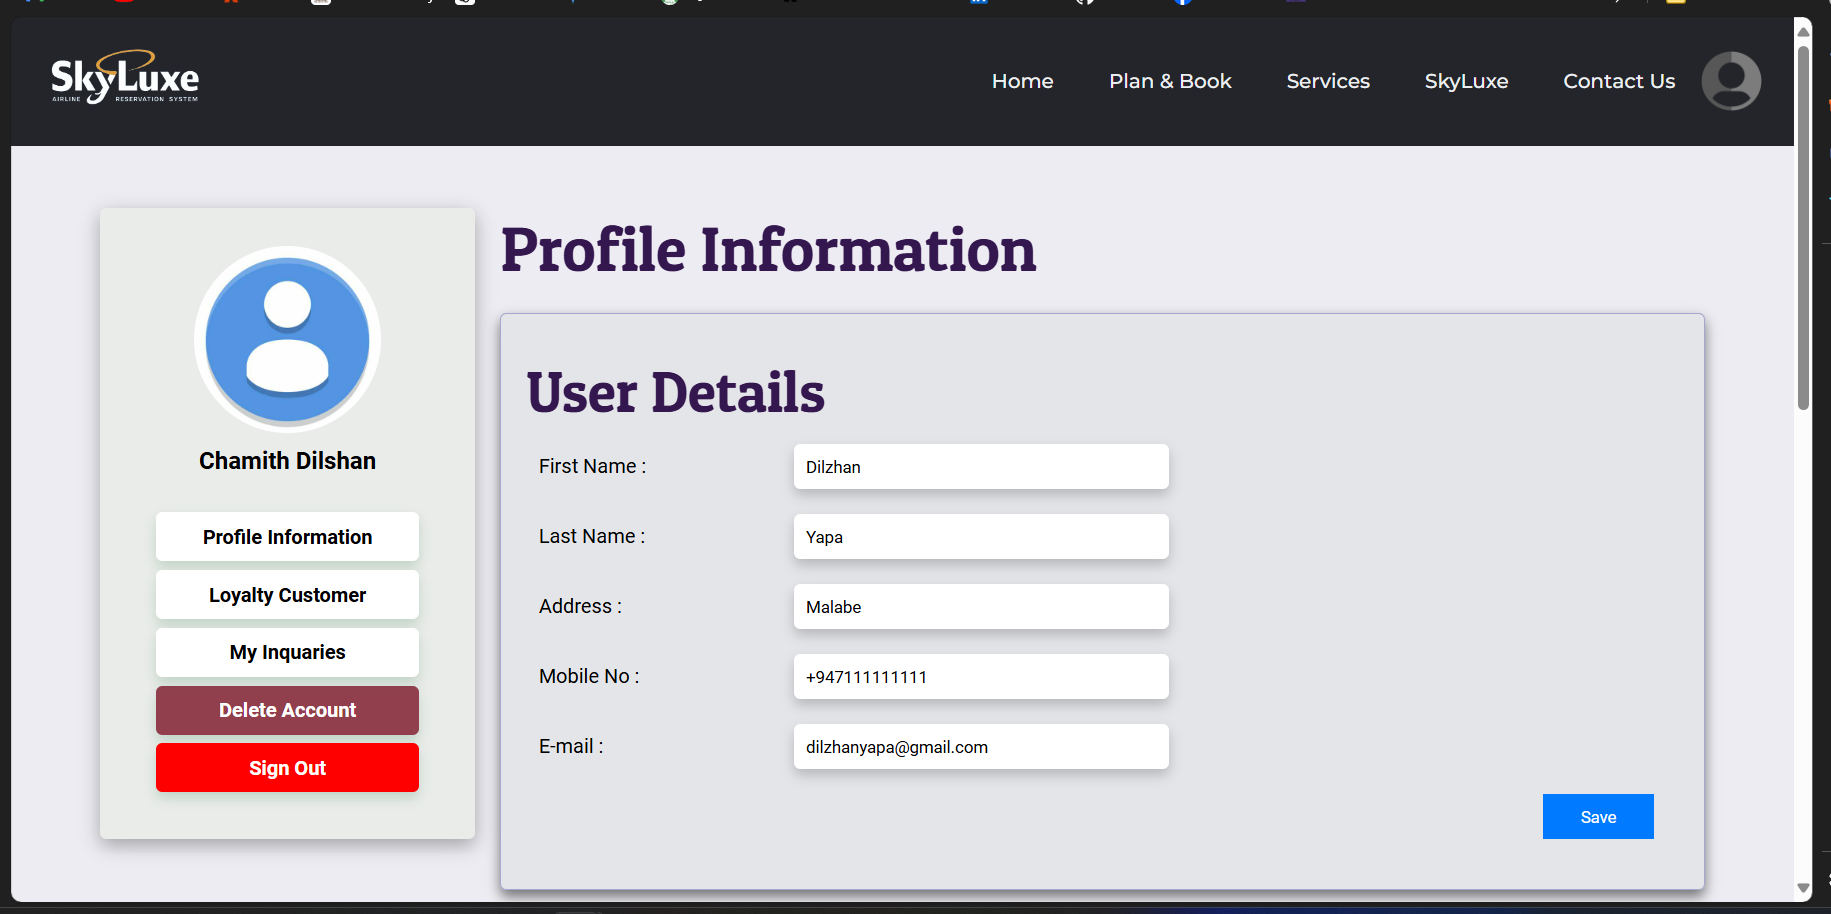 SkyLuxe
AIRLINE RESERVATION SYSTEM
Home Plan & Book Services SkyLuxe Contact Us
Chamith Dilshan
Profile Information
Loyalty Customer
My Inquaries
Delete Account
Sign Out
Profile Information
User Details
First Name : Dilzhan
Last Name : Yapa
Address : Malabe
Mobile No : +947111111111
E-mail : dilzhanyapa@gmail.com
Save